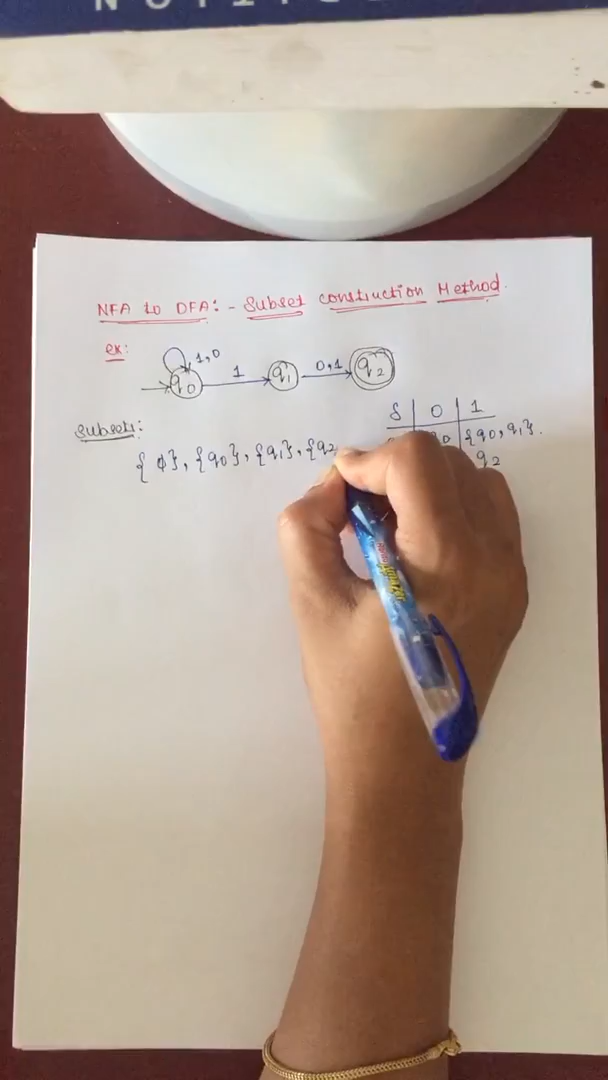 NFA to DFA: - Subset construction Method.
ex:
1,0
q0 1 q1 0,1 q2
δ 0 1
Subsets:
{q0, q1}.
{ φ}, {q0}, {q1}, {q2
q2